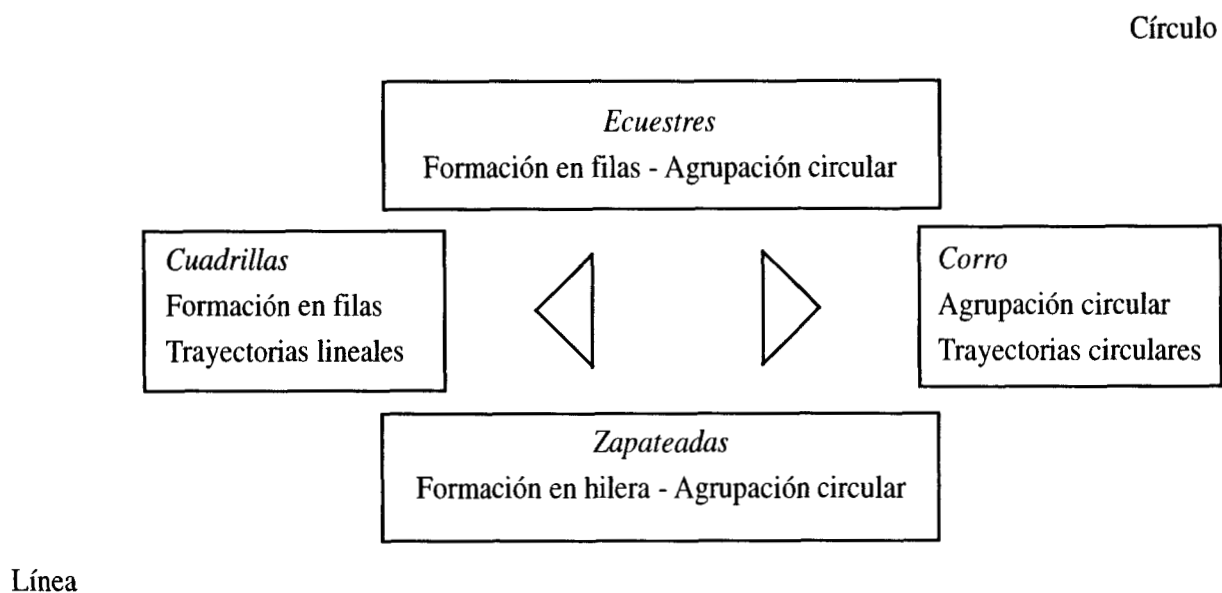 Círculo
Ecuestres
Formación en filas - Agrupación circular
Cuadrillas
Formación en filas
Trayectorias lineales
Corro
Agrupación circular
Trayectorias circulares
Zapateadas
Formación en hilera - Agrupación circular
Línea